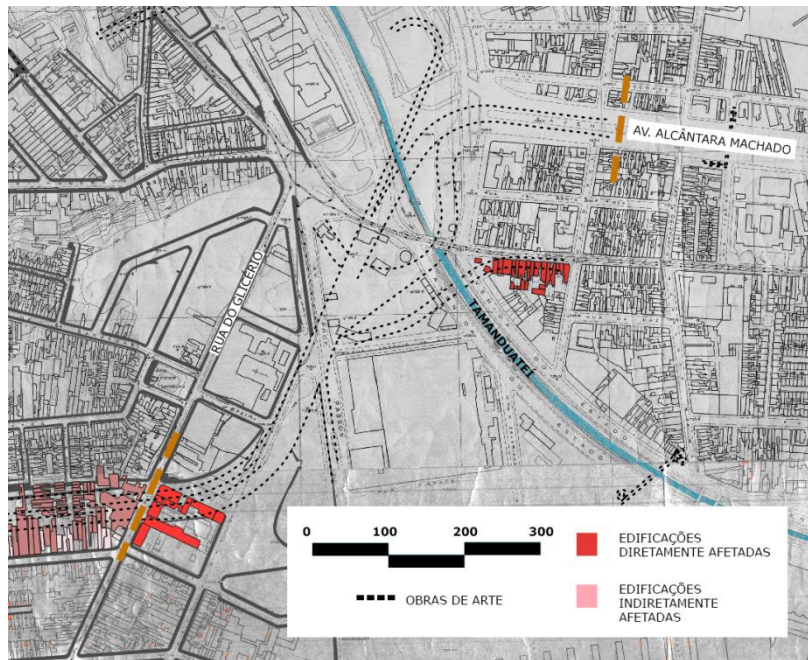 AV. ALCÂNTARA MACHADO
RUA DO GLICÉRIO
TAMANDUATEÍ
0 100 200 300
OBRAS DE ARTE
EDIFICAÇÕES
DIRETAMENTE AFETADAS
EDIFICAÇÕES
INDIRETAMENTE
AFETADAS